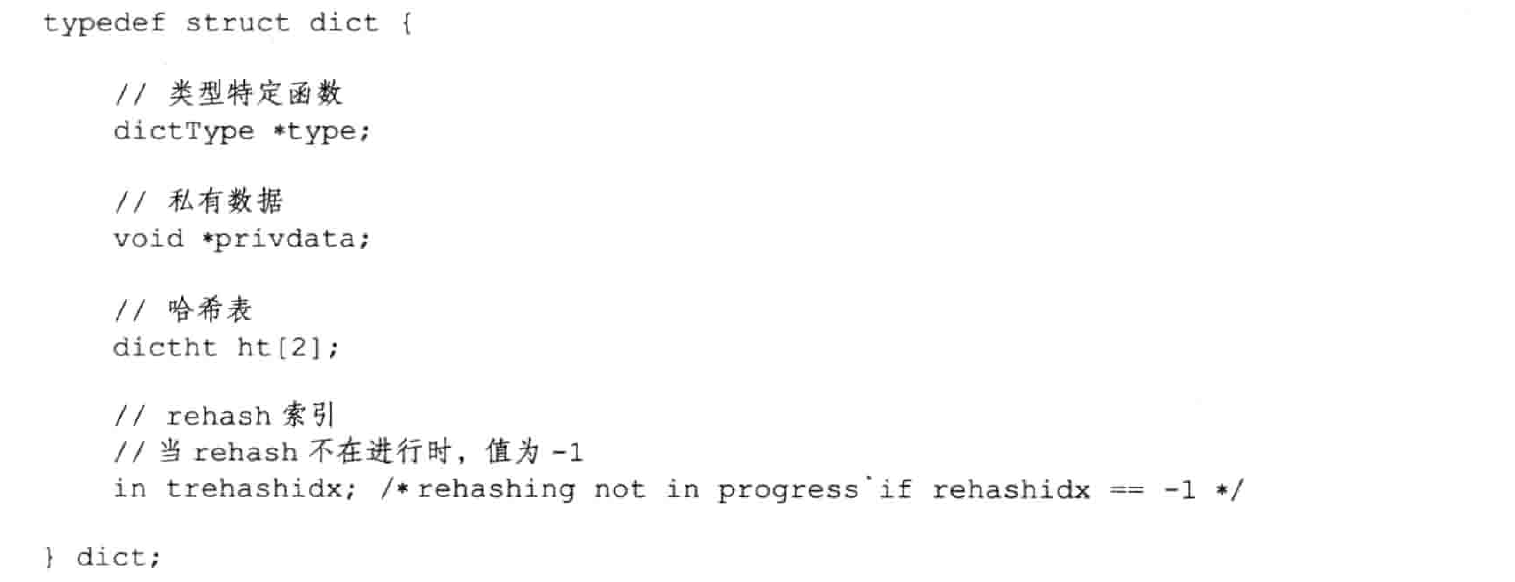 typedef struct dict {
// 类型特定函数
dictType *type;
// 私有数据
void *privdata;
// 哈希表
dictht ht[2];
// rehash 索引
// 当 rehash 不在进行时，值为 -1
in trehashidx; /* rehashing not in progress if rehashidx == -1 */
} dict;